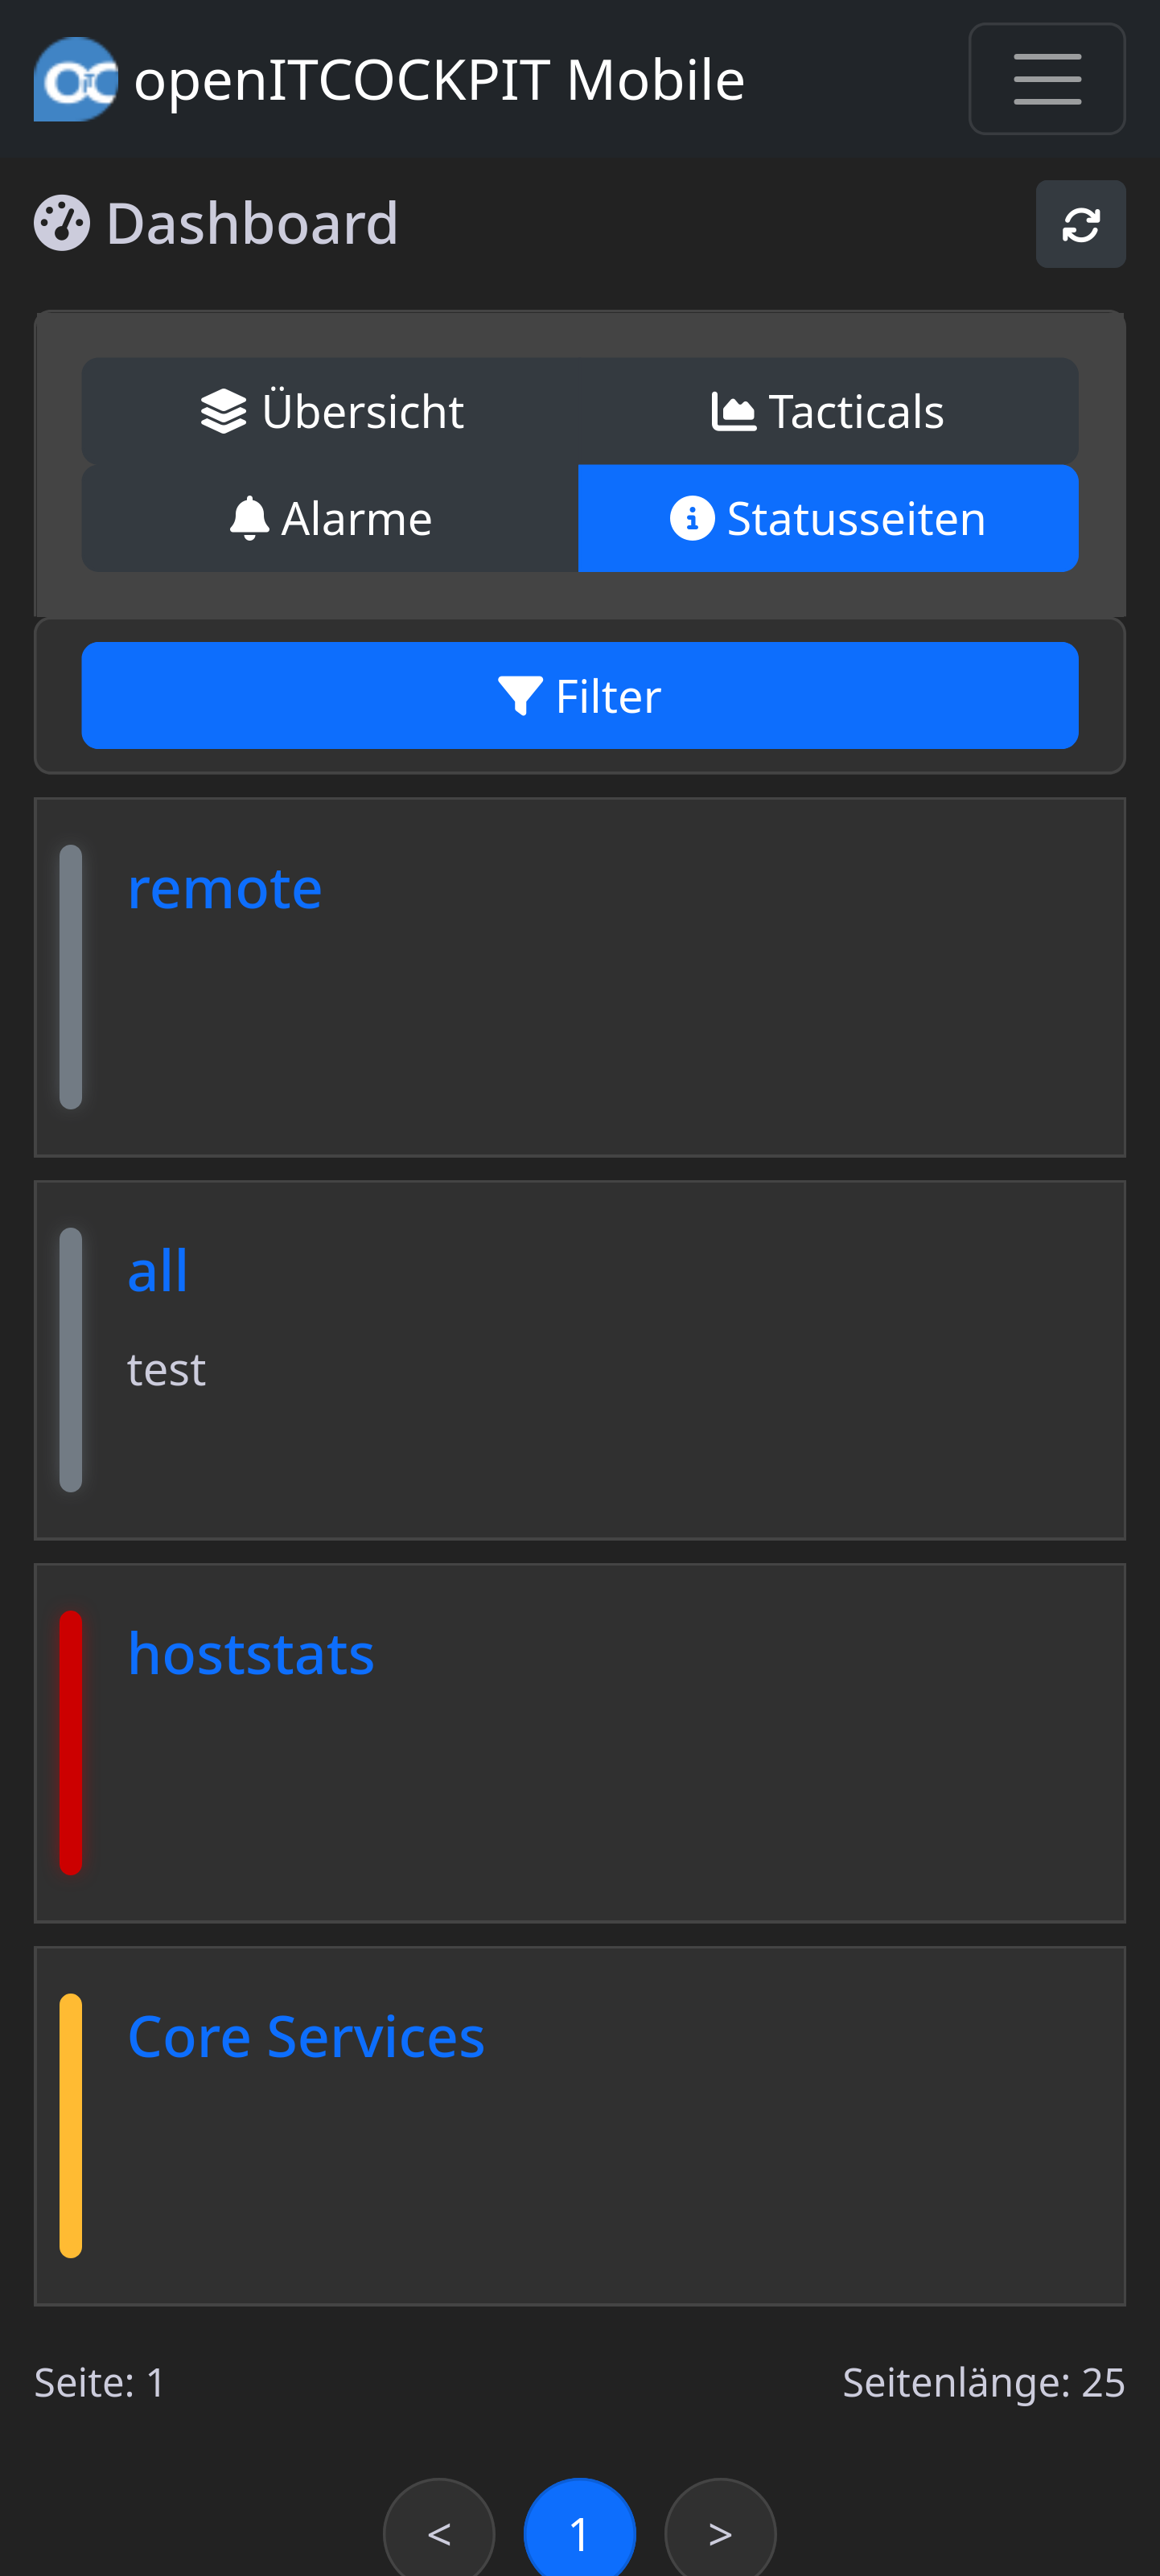 openITCOCKPIT Mobile
Dashboard
Übersicht Tacticals
Alarme Statusseiten
Filter
remote
all
test
hoststats
Core Services
Seite: 1 Seitenlänge: 25
< 1 >